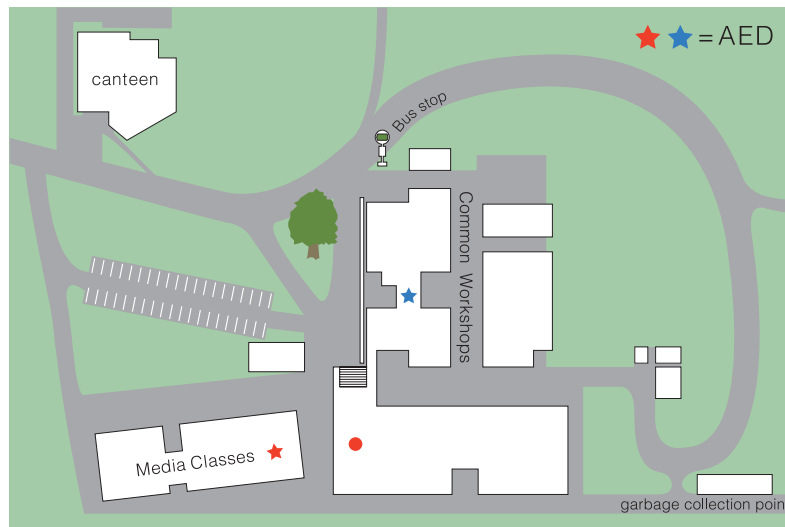 = AED
canteen
Bus stop
Common Workshops
Media Classes
garbage collection poin